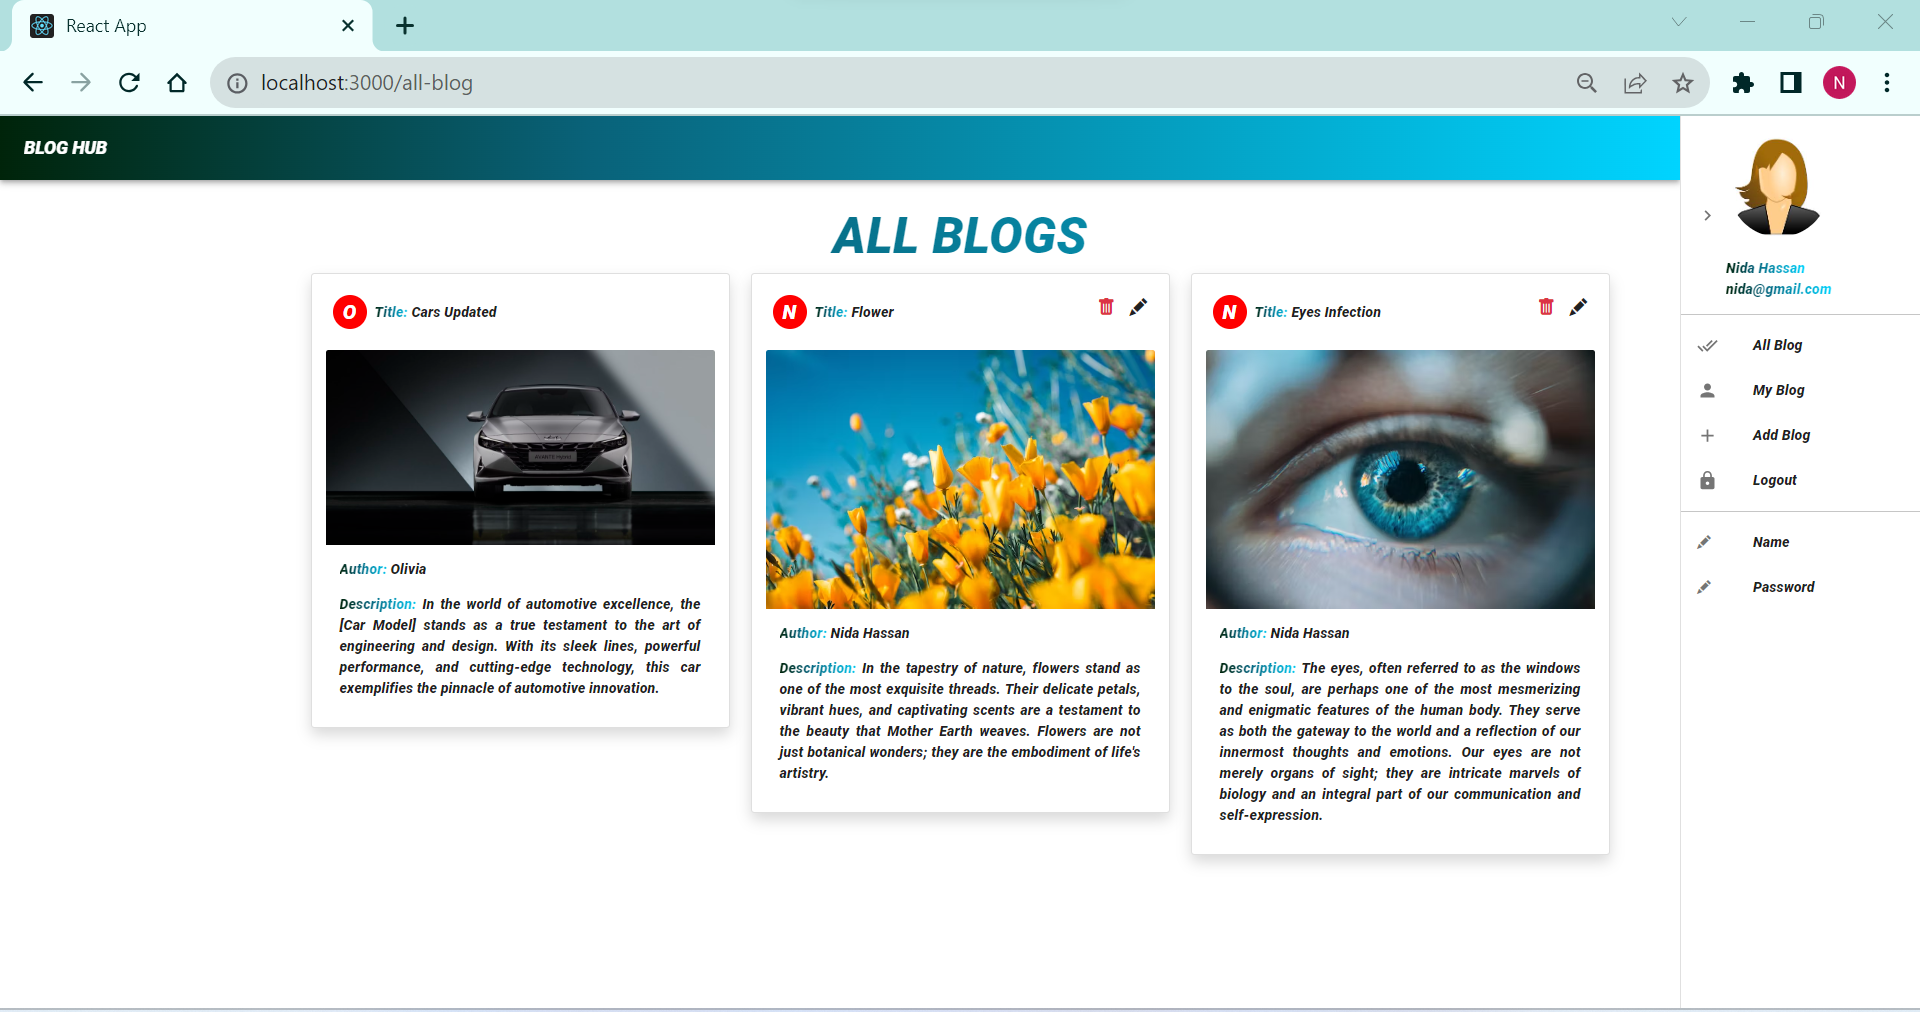 React App
localhost:3000/all-blog
N
BLOG HUB
Nida Hassan
nida@gmail.com
All Blog
My Blog
Add Blog
Logout
Name
Password
ALL BLOGS
O Title: Cars Updated
AVANTE Hybrid
Author: Olivia
Description: In the world of automotive excellence, the
[Car Model] stands as a true testament to the art of
engineering and design. With its sleek lines, powerful
performance, and cutting-edge technology, this car
exemplifies the pinnacle of automotive innovation.
N Title: Flower
Author: Nida Hassan
Description: In the tapestry of nature, flowers stand as
one of the most exquisite threads. Their delicate petals,
vibrant hues, and captivating scents are a testament to
the beauty that Mother Earth weaves. Flowers are not
just botanical wonders; they are the embodiment of life's
artistry.
N Title: Eyes Infection
Author: Nida Hassan
Description: The eyes, often referred to as the windows
to the soul, are perhaps one of the most mesmerizing
and enigmatic features of the human body. They serve
as both the gateway to the world and a reflection of our
innermost thoughts and emotions. Our eyes are not
merely organs of sight; they are intricate marvels of
biology and an integral part of our communication and
self-expression.